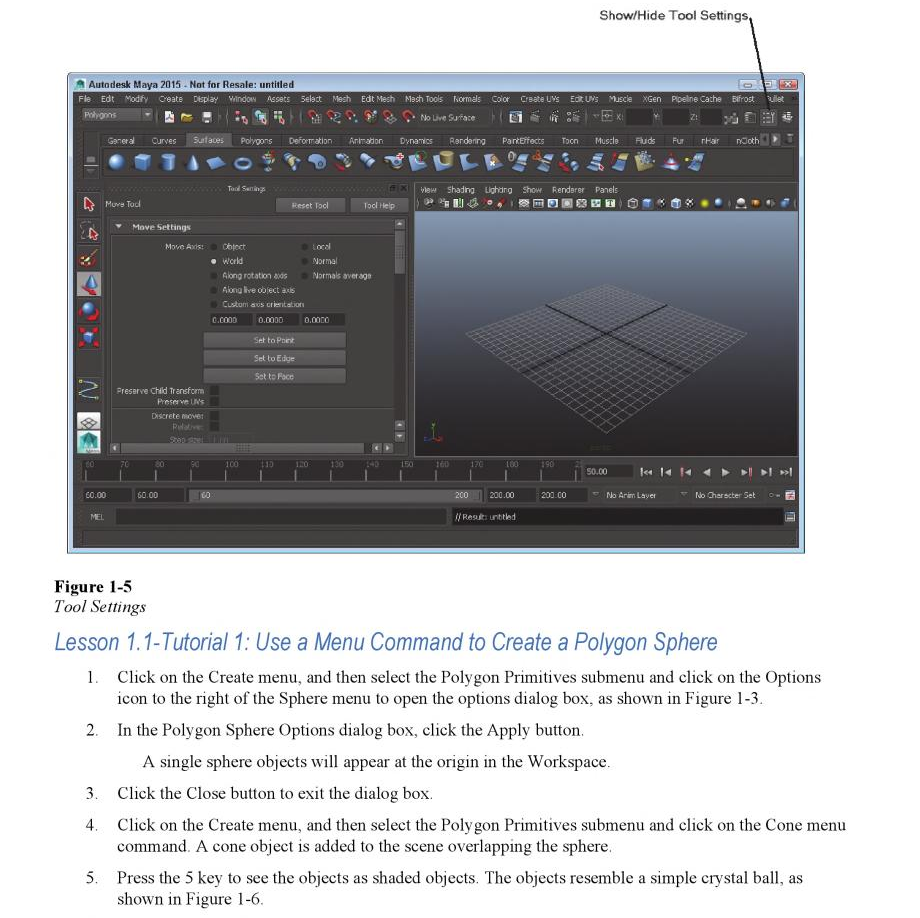 Show/Hide Tool Settings
Autodesk Maya 2015 - Not for Resale: untitled
File Edit Modify Create Display Window Assets Select Mesh Edit Mesh Mesh Tools Normals Color Create UVs Edit UVs Muscle XGen Pipeline Cache Bifrost
Polygons No Live Surface X: Y: Z:
General Curves Surfaces Polygons Deformation Animation Dynamics Rendering PaintEffects Toon Muscle Fluids Fur nHair nCloth
Tool Settings
View Shading Lighting Show Renderer Panels
Move Tool Reset Tool Tool Help
Move Settings
Move Axis: Object Local
World Normal
Along rotation axis Normals average
Along live object axis
Custom axis orientation
0.0000 0.0000 0.0000
Set to Point
Set to Edge
Set to Face
Preserve Child Transform
Preserve UVs
Discrete move:
Relative:
Step size:
60 70 80 90 100 110 120 130 140 150 160 170 180 190
60.00 60.00 60 200 200.00 200.00 No Anim Layer No Character Set
MEL // Result: untitled
Figure 1-5
Tool Settings
Lesson 1.1-Tutorial 1: Use a Menu Command to Create a Polygon Sphere
1. Click on the Create menu, and then select the Polygon Primitives submenu and click on the Options
icon to the right of the Sphere menu to open the options dialog box, as shown in Figure 1-3.
2. In the Polygon Sphere Options dialog box, click the Apply button.
A single sphere objects will appear at the origin in the Workspace.
3. Click the Close button to exit the dialog box.
4. Click on the Create menu, and then select the Polygon Primitives submenu and click on the Cone menu
command. A cone object is added to the scene overlapping the sphere.
5. Press the 5 key to see the objects as shaded objects. The objects resemble a simple crystal ball, as
shown in Figure 1-6.